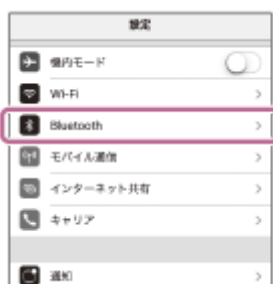 設定
機内モード
Wi-Fi
Bluetooth
モバイル通信
インターネット共有
キャリア
通知